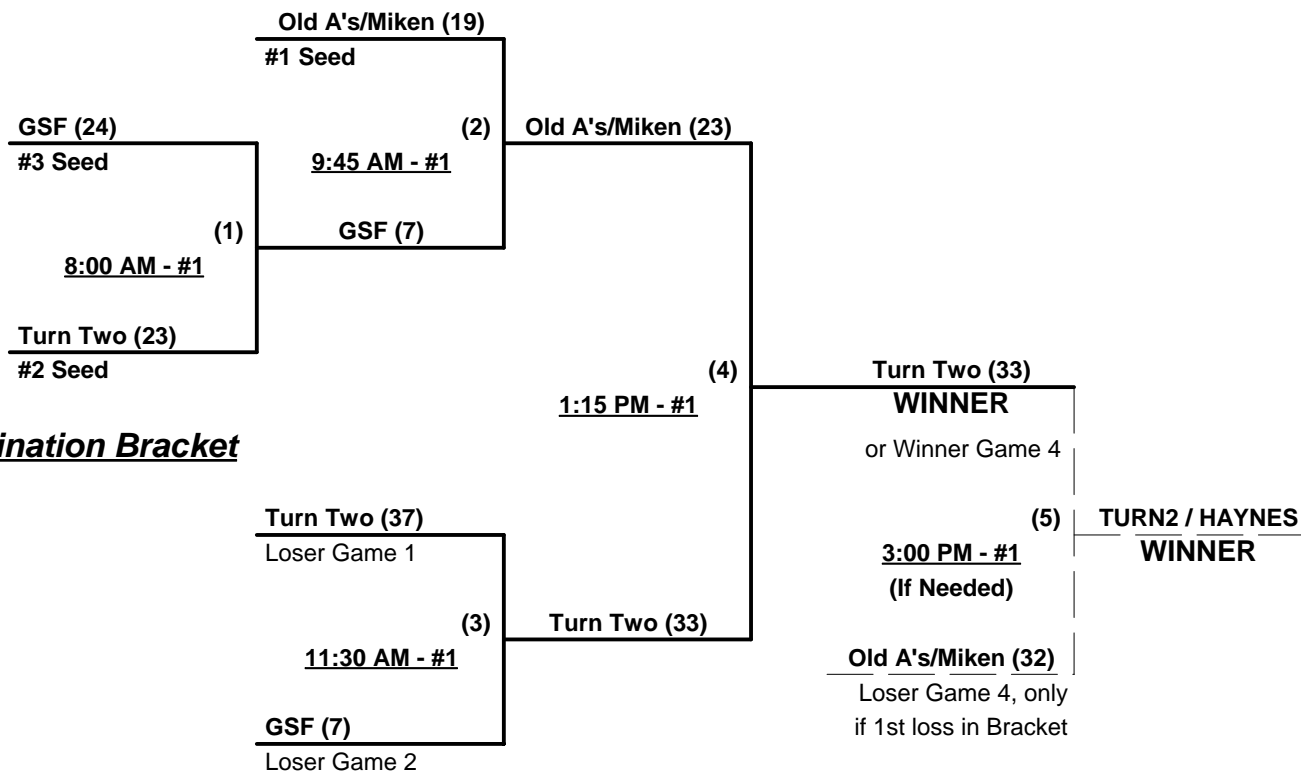 Old A's/Miken (19)
#1 Seed
GSF (24)
#3 Seed
(2)
Old A's/Miken (23)
9:45 AM - #1
(1)
GSF (7)
8:00 AM - #1
Turn Two (23)
#2 Seed
(4)
Turn Two (33)
1:15 PM - #1
WINNER
ination Bracket
or Winner Game 4
Turn Two (37)
Loser Game 1
(5)
TURN2 / HAYNES
3:00 PM - #1
WINNER
(If Needed)
(3)
Turn Two (33)
11:30 AM - #1
Old A's/Miken (32)
Loser Game 4, only
if 1st loss in Bracket
GSF (7)
Loser Game 2